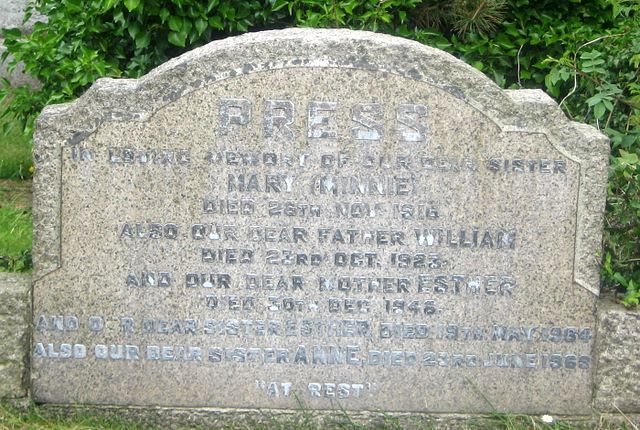 PRESS
IN LOVING MEMORY OF OUR DEAR SISTER
MARY (MINNIE)
DIED 26TH NOV 1916
ALSO OUR DEAR FATHER WILLIAM
DIED 23RD OCT. 1923.
AND OUR DEAR MOTHER ESTHER
DIED 30TH DEC 1946.
AND OUR DEAR SISTER ESTHER, DIED 19TH MAY 1964
ALSO OUR DEAR SISTER ANNE, DIED 23RD JUNE 1968
"AT REST"